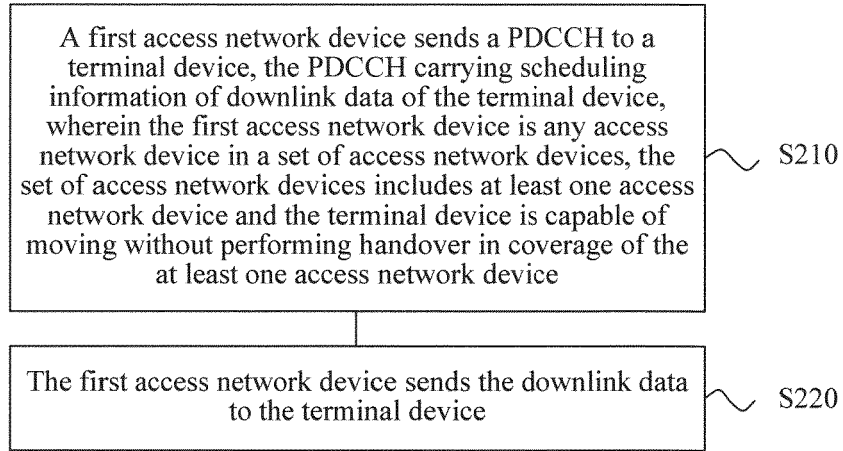 A first access network device sends a PDCCH to a
terminal device, the PDCCH carrying scheduling
information of downlink data of the terminal device,
wherein the first access network device is any access
network device in a set of access network devices, the
set of access network devices includes at least one access
network device and the terminal device is capable of
moving without performing handover in coverage of the
at least one access network device
S210
The first access network device sends the downlink data
to the terminal device
S220